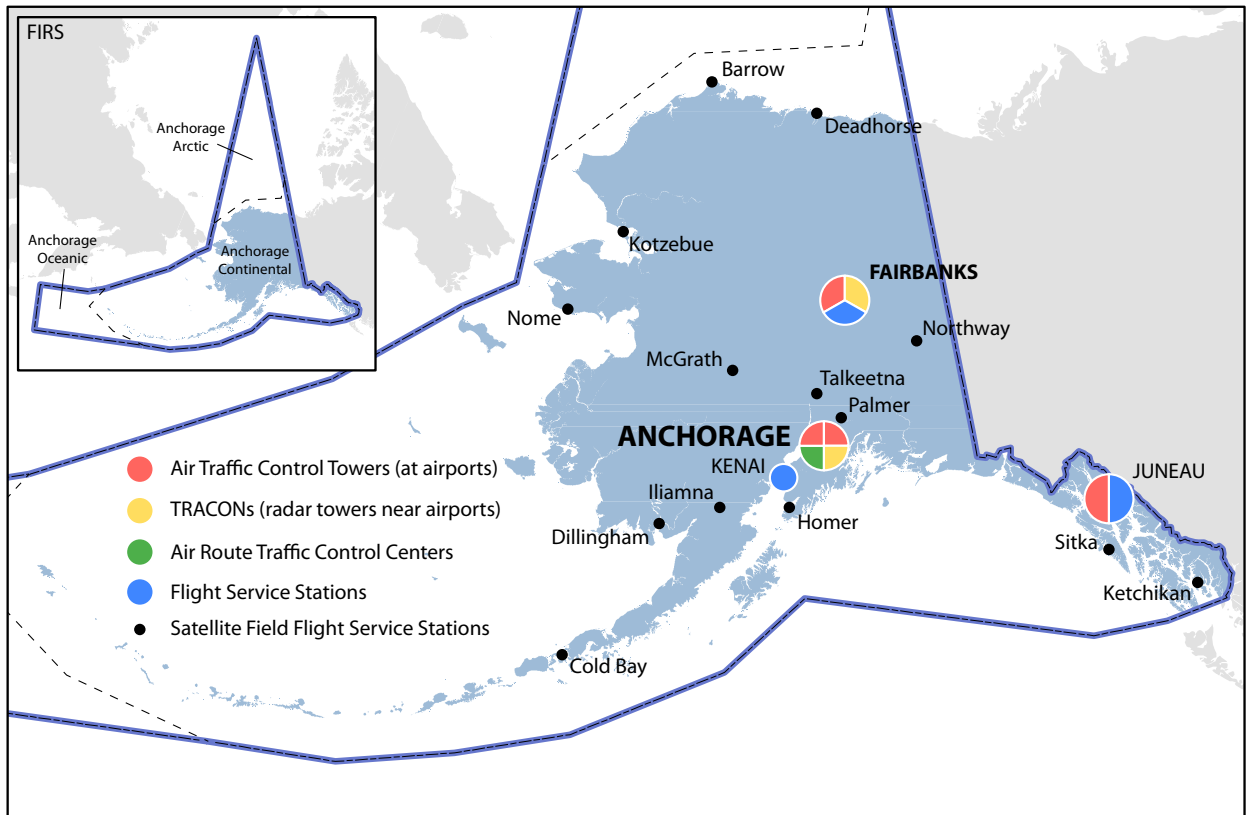 FIRS
Anchorage
Arctic
Anchorage
Oceanic
Anchorage
Continental
Barrow
Deadhorse
Kotzebue
FAIRBANKS
Nome
Northway
McGrath
Talkeetna
Palmer
ANCHORAGE
KENAI
JUNEAU
Iliamna
Homer
Dillingham
Sitka
Ketchikan
Cold Bay
Air Traffic Control Towers (at airports)
TRACONs (radar towers near airports)
Air Route Traffic Control Centers
Flight Service Stations
Satellite Field Flight Service Stations